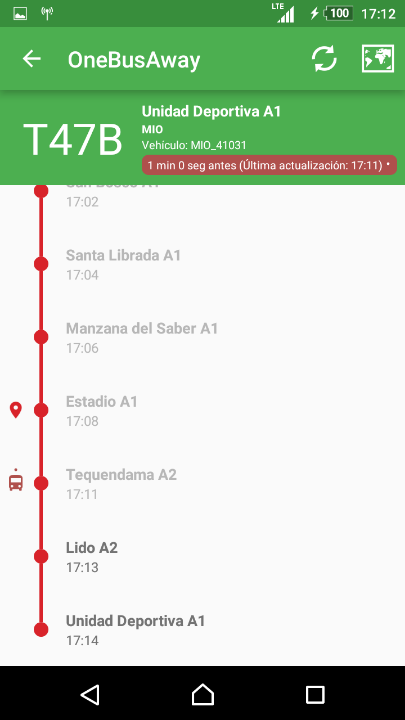 LTE
100
17:12
OneBusAway
T47B
Unidad Deportiva A1
MIO
Vehículo: MIO_41031
1 min 0 seg antes (Última actualización: 17:11) •
17:02
Santa Librada A1
17:04
Manzana del Saber A1
17:06
Estadio A1
17:08
Tequendama A2
17:11
Lido A2
17:13
Unidad Deportiva A1
17:14